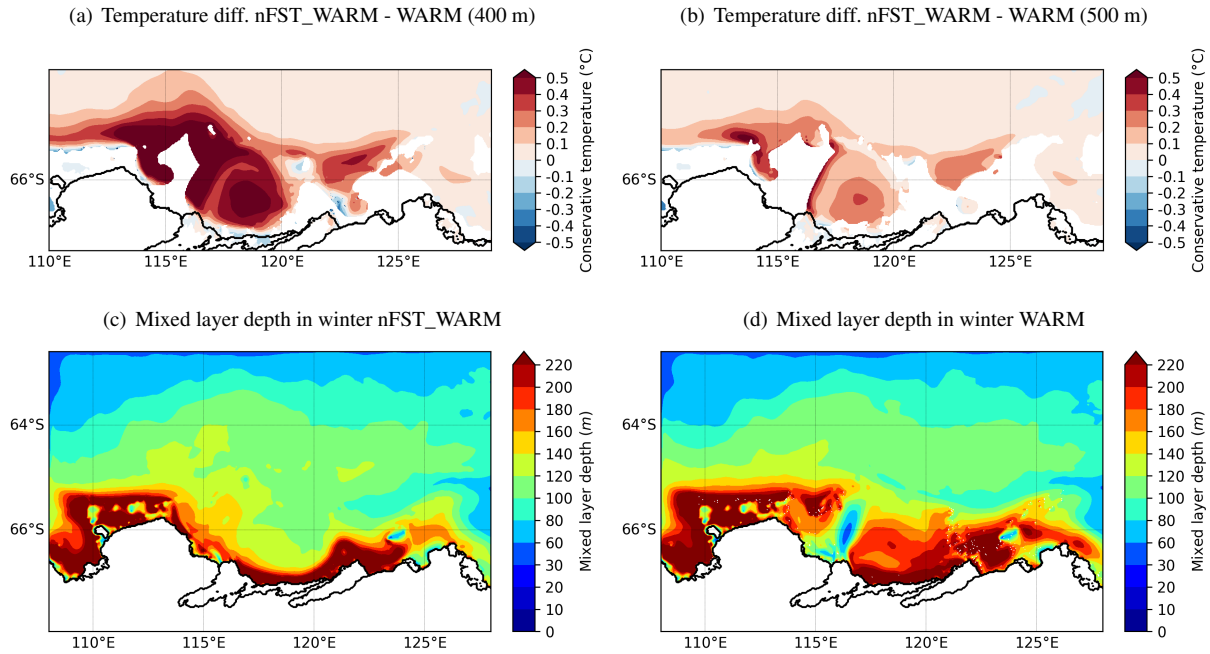 (a) Temperature diff. nFST_WARM - WARM (400 m)
(b) Temperature diff. nFST_WARM - WARM (500 m)
66°S
110°E 115°E 120°E 125°E
0.5
0.4
0.3
0.2
0.1
0
-0.1
-0.2
-0.3
-0.4
-0.5
Conservative temperature (°C)
66°S
110°E 115°E 120°E 125°E
0.5
0.4
0.3
0.2
0.1
0
-0.1
-0.2
-0.3
-0.4
-0.5
Conservative temperature (°C)
(c) Mixed layer depth in winter nFST_WARM
(d) Mixed layer depth in winter WARM
64°S
66°S
110°E 115°E 120°E 125°E
220
200
180
160
140
120
100
80
60
30
20
10
0
Mixed layer depth (m)
64°S
66°S
110°E 115°E 120°E 125°E
220
200
180
160
140
120
100
80
60
30
20
10
0
Mixed layer depth (m)